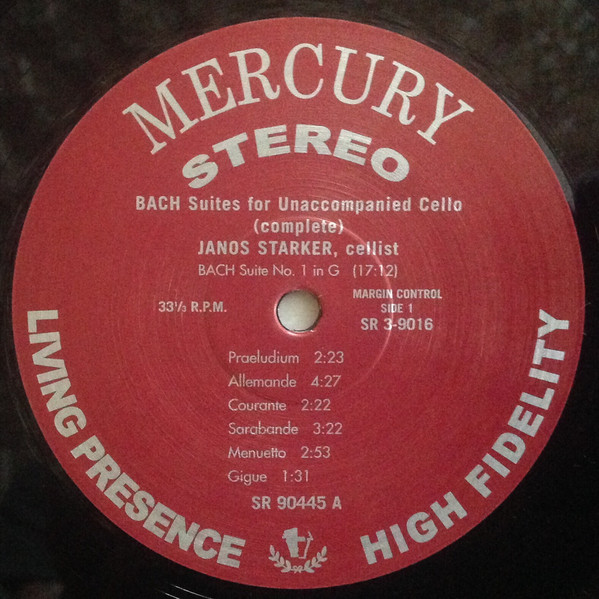 MERCURY
STEREO
BACH Suites for Unaccompanied Cello
(complete)
JANOS STARKER, cellist
BACH Suite No. 1 in G (17:12)
33⅓ R.P.M.
MARGIN CONTROL
SIDE 1
SR 3-9016
Praeludium 2:23
Allemande 4:27
Courante 2:22
Sarabande 3:22
Menuetto 2:53
Gigue 1:31
SR 90445 A
LIVING PRESENCE
HIGH FIDELITY